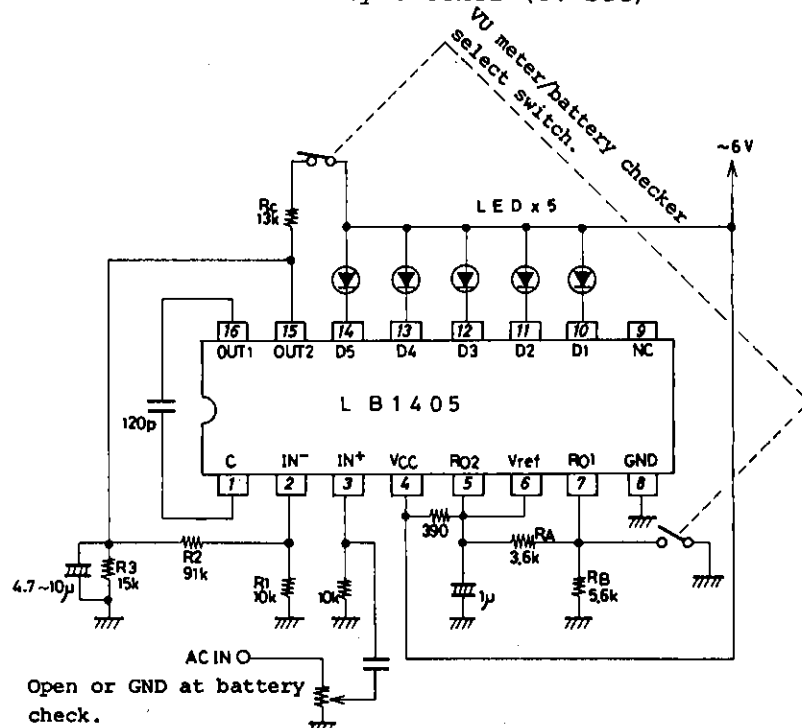 VU meter/battery checker
select switch.
~6V
Rc
13k
LED x 5
16 15 14 13 12 11 10 9
OUT1 OUT2 D5 D4 D3 D2 D1 NC
120p
LB1405
C IN- IN+ VCC RO2 Vref RO1 GND
1 2 3 4 5 6 7 8
390
RA
3.6k
4.7~10μ
R3
15k
R2
91k
R1
10k
10k
1μ
RB
5.6k
AC IN
Open or GND at battery
check.